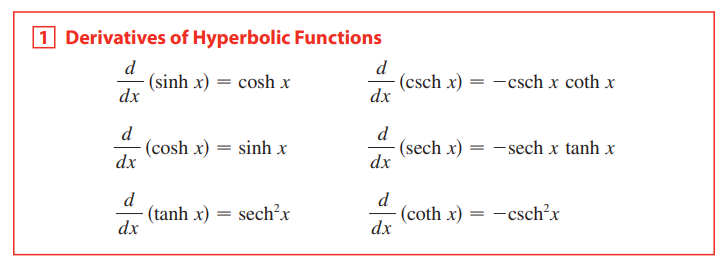 1 Derivatives of Hyperbolic Functions
d/dx (sinh x) = cosh x    d/dx (csch x) = −csch x coth x
d/dx (cosh x) = sinh x    d/dx (sech x) = −sech x tanh x
d/dx (tanh x) = sech²x    d/dx (coth x) = −csch²x